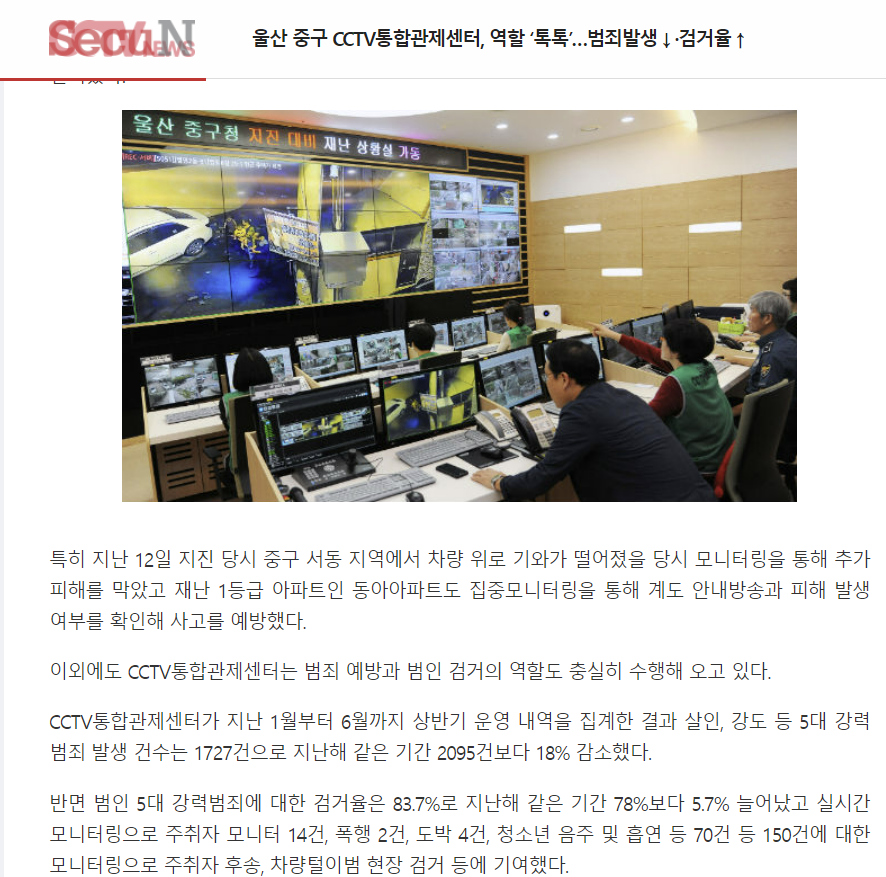 SecuN NEWS
울산 중구 CCTV통합관제센터, 역할 ‘톡톡’…범죄발생↓·검거율↑
울산 중구청 지진 대비 재난 상황실 가동
특히 지난 12일 지진 당시 중구 서동 지역에서 차량 위로 기와가 떨어졌을 당시 모니터링을 통해 추가
피해를 막았고 재난 1등급 아파트인 동아아파트도 집중모니터링을 통해 계도 안내방송과 피해 발생
여부를 확인해 사고를 예방했다.
이외에도 CCTV통합관제센터는 범죄 예방과 범인 검거의 역할도 충실히 수행해 오고 있다.
CCTV통합관제센터가 지난 1월부터 6월까지 상반기 운영 내역을 집계한 결과 살인, 강도 등 5대 강력
범죄 발생 건수는 1727건으로 지난해 같은 기간 2095건보다 18% 감소했다.
반면 범인 5대 강력범죄에 대한 검거율은 83.7%로 지난해 같은 기간 78%보다 5.7% 늘어났고 실시간
모니터링으로 주취자 모니터 14건, 폭행 2건, 도박 4건, 청소년 음주 및 흡연 등 70건 등 150건에 대한
모니터링으로 주취자 후송, 차량털이범 현장 검거 등에 기여했다.